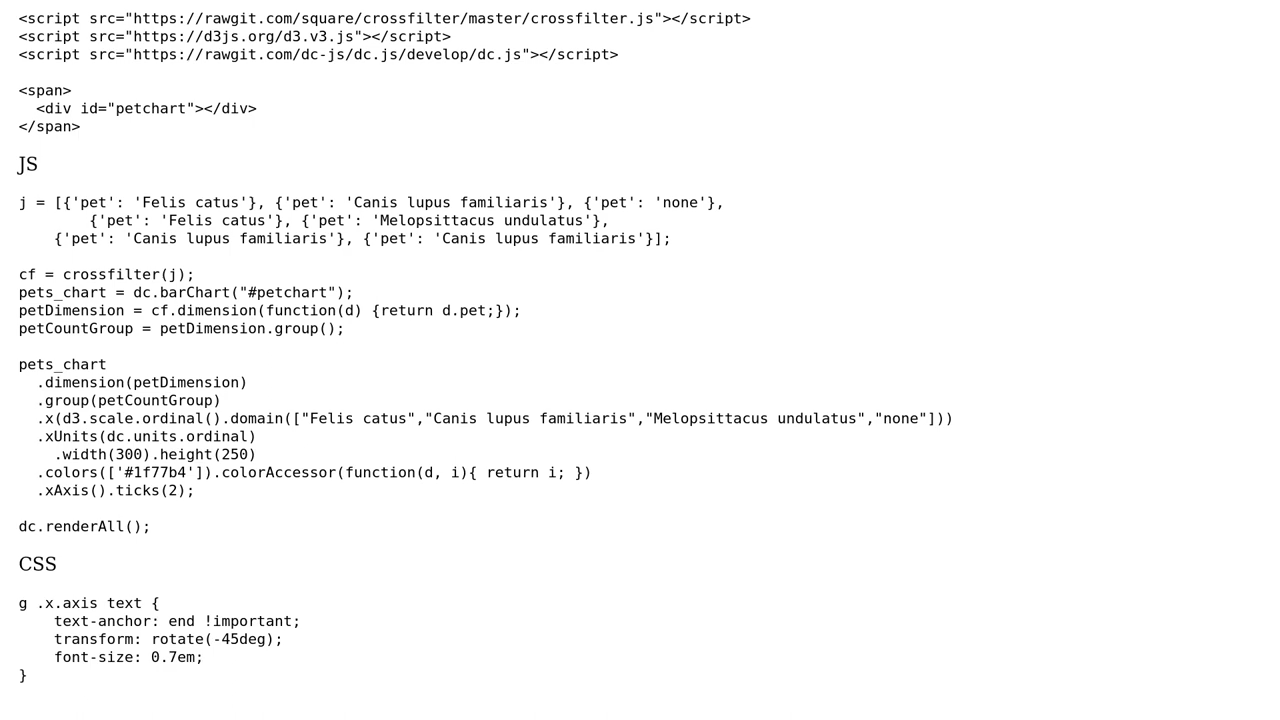 <script src="https://rawgit.com/square/crossfilter/master/crossfilter.js"></script>
<script src="https://d3js.org/d3.v3.js"></script>
<script src="https://rawgit.com/dc-js/dc.js/develop/dc.js"></script>

<span>
  <div id="petchart"></div>
</span>

JS

j = [{'pet': 'Felis catus'}, {'pet': 'Canis lupus familiaris'}, {'pet': 'none'},
        {'pet': 'Felis catus'}, {'pet': 'Melopsittacus undulatus'},
    {'pet': 'Canis lupus familiaris'}, {'pet': 'Canis lupus familiaris'}];

cf = crossfilter(j);
pets_chart = dc.barChart("#petchart");
petDimension = cf.dimension(function(d) {return d.pet;});
petCountGroup = petDimension.group();

pets_chart
  .dimension(petDimension)
  .group(petCountGroup)
  .x(d3.scale.ordinal().domain(["Felis catus","Canis lupus familiaris","Melopsittacus undulatus","none"]))
  .xUnits(dc.units.ordinal)
    .width(300).height(250)
  .colors(['#1f77b4']).colorAccessor(function(d, i){ return i; })
  .xAxis().ticks(2);

dc.renderAll();

CSS

g .x.axis text {
    text-anchor: end !important;
    transform: rotate(-45deg);
    font-size: 0.7em;
}